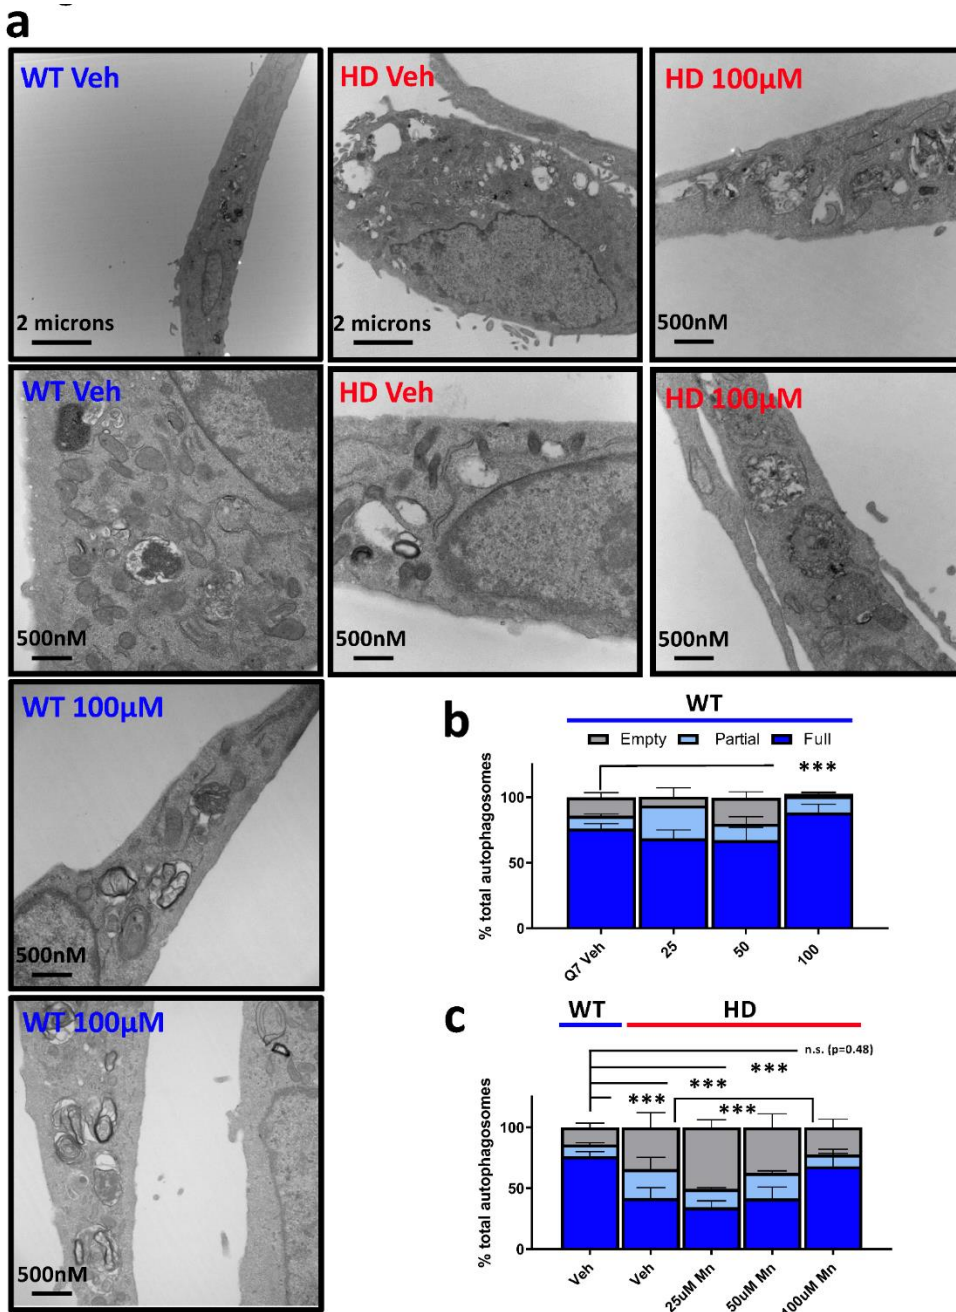 a
WT Veh
2 microns
HD Veh
2 microns
HD 100µM
500nM
WT Veh
500nM
HD Veh
500nM
HD 100µM
500nM
WT 100µM
500nM
WT 100µM
500nM
b
WT
Empty Partial Full
***
% total autophagosomes
100
50
0
Q7 Veh
25
50
100
c
WT HD
n.s. (p=0.48)
***
***
***
***
% total autophagosomes
100
50
0
Veh
Veh
25uM Mn
50uM Mn
100uM Mn